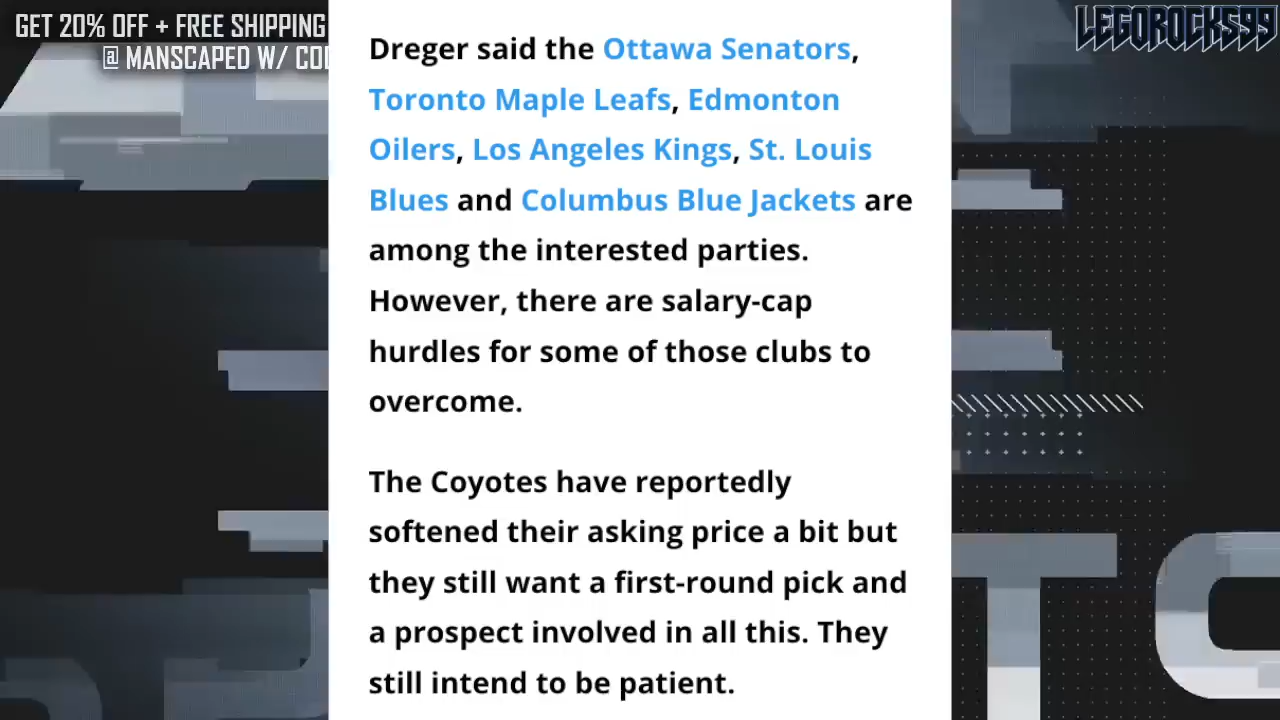 GET 20% OFF + FREE SHIPPING
@ MANSCAPED W/
LEGOROCKS99
Dreger said the Ottawa Senators,
Toronto Maple Leafs, Edmonton
Oilers, Los Angeles Kings, St. Louis
Blues and Columbus Blue Jackets are
among the interested parties.
However, there are salary-cap
hurdles for some of those clubs to
overcome.
The Coyotes have reportedly
softened their asking price a bit but
they still want a first-round pick and
a prospect involved in all this. They
still intend to be patient.